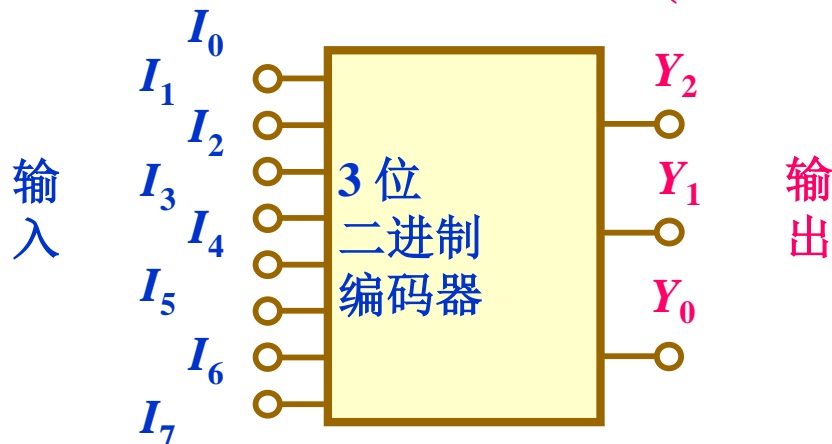 I₀
I₁
I₂
I₃
I₄
I₅
I₆
I₇
输
入
3 位
二进制
编码器
Y₂
Y₁
Y₀
输
出